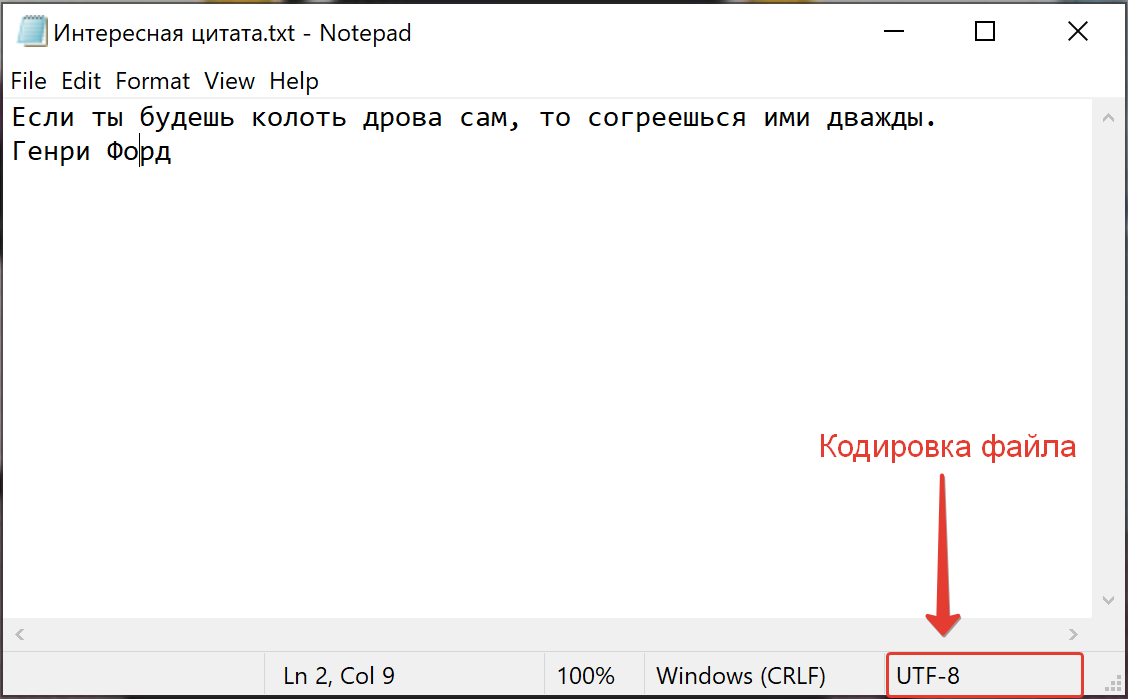 Интересная цитата.txt - Notepad
File Edit Format View Help
Если ты будешь колоть дрова сам, то согреешься ими дважды.
Генри Форд
Кодировка файла
Ln 2, Col 9 100% Windows (CRLF) UTF-8